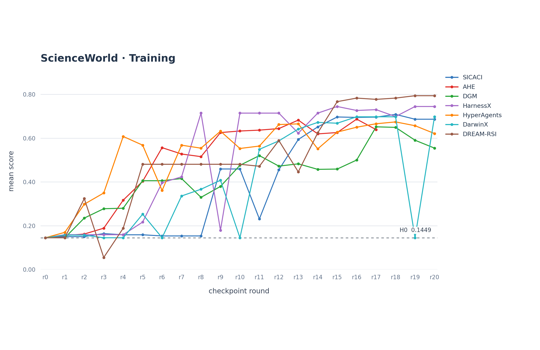 ScienceWorld · Training
0.80
0.60
0.40
0.20
0.00
mean score
r0 r1 r2 r3 r4 r5 r6 r7 r8 r9 r10 r11 r12 r13 r14 r15 r16 r17 r18 r19 r20
checkpoint round
H0 0.1449
SICACI
AHE
DGM
HarnessX
HyperAgents
DarwinX
DREAM-RSI